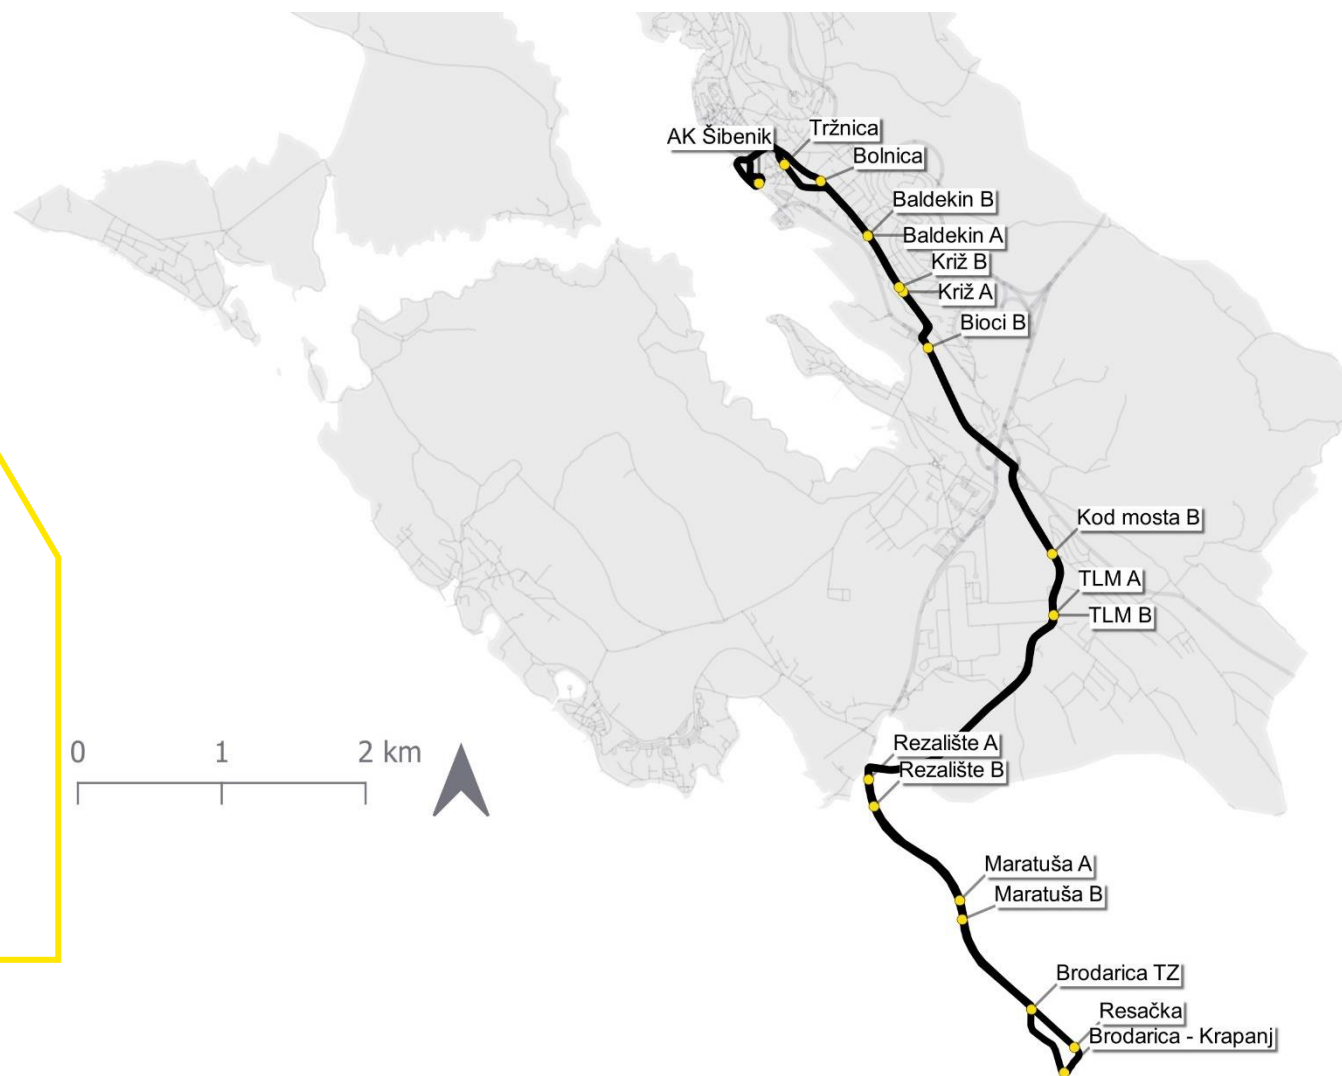 AK Šibenik
Tržnica
Bolnica
Baldekin B
Baldekin A
Križ B
Križ A
Bioci B
Kod mosta B
TLM A
TLM B
Rezalište A
Rezalište B
0 1 2 km
Maratuša A
Maratuša B
Brodarica TZ
Resačka
Brodarica - Krapanj